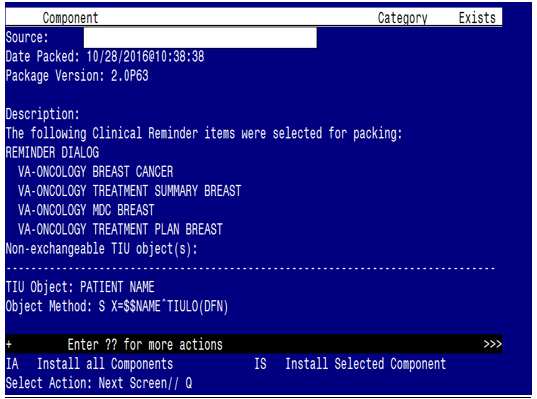 Component Category Exists
Source:
Date Packed: 10/28/2016@10:38:38
Package Version: 2.0P63
Description:
The following Clinical Reminder items were selected for packing:
REMINDER DIALOG
VA-ONCOLOGY BREAST CANCER
VA-ONCOLOGY TREATMENT SUMMARY BREAST
VA-ONCOLOGY MDC BREAST
VA-ONCOLOGY TREATMENT PLAN BREAST
Non-exchangeable TIU object(s):
--------------------------------------------------------------------------------
TIU Object: PATIENT NAME
Object Method: S X=$$NAME^TIULO(DFN)
+ Enter ?? for more actions >>>
IA Install all Components IS Install Selected Component
Select Action: Next Screen// Q